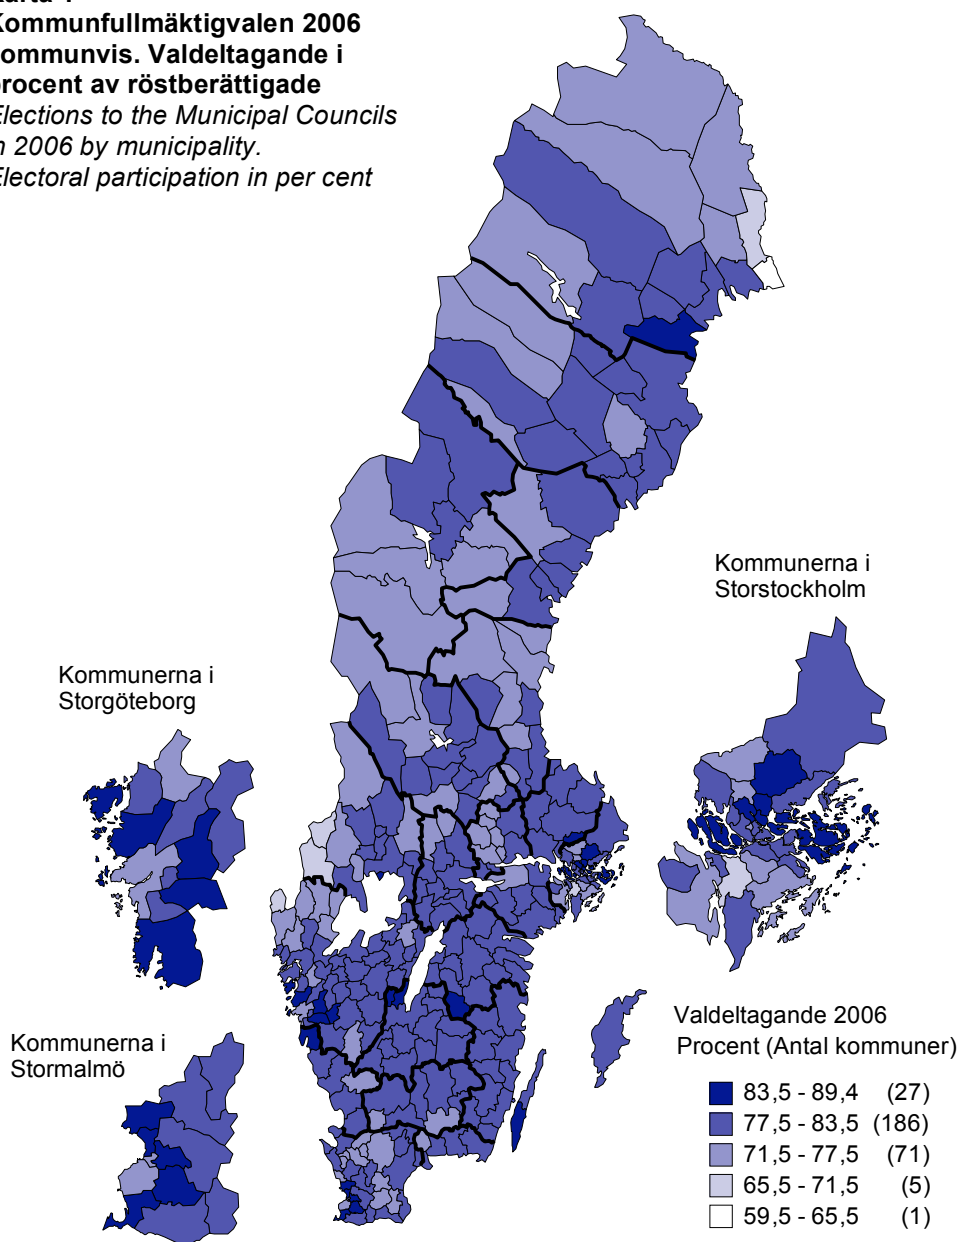 Kommunfullmäktigvalen 2006
kommunvis. Valdeltagande i
procent av röstberättigade
Elections to the Municipal Councils
in 2006 by municipality.
Electoral participation in per cent
Kommunerna i
Storstockholm
Kommunerna i
Storgöteborg
Kommunerna i
Stormalmö
Valdeltagande 2006
Procent (Antal kommuner)
83,5 - 89,4 (27)
77,5 - 83,5 (186)
71,5 - 77,5 (71)
65,5 - 71,5 (5)
59,5 - 65,5 (1)